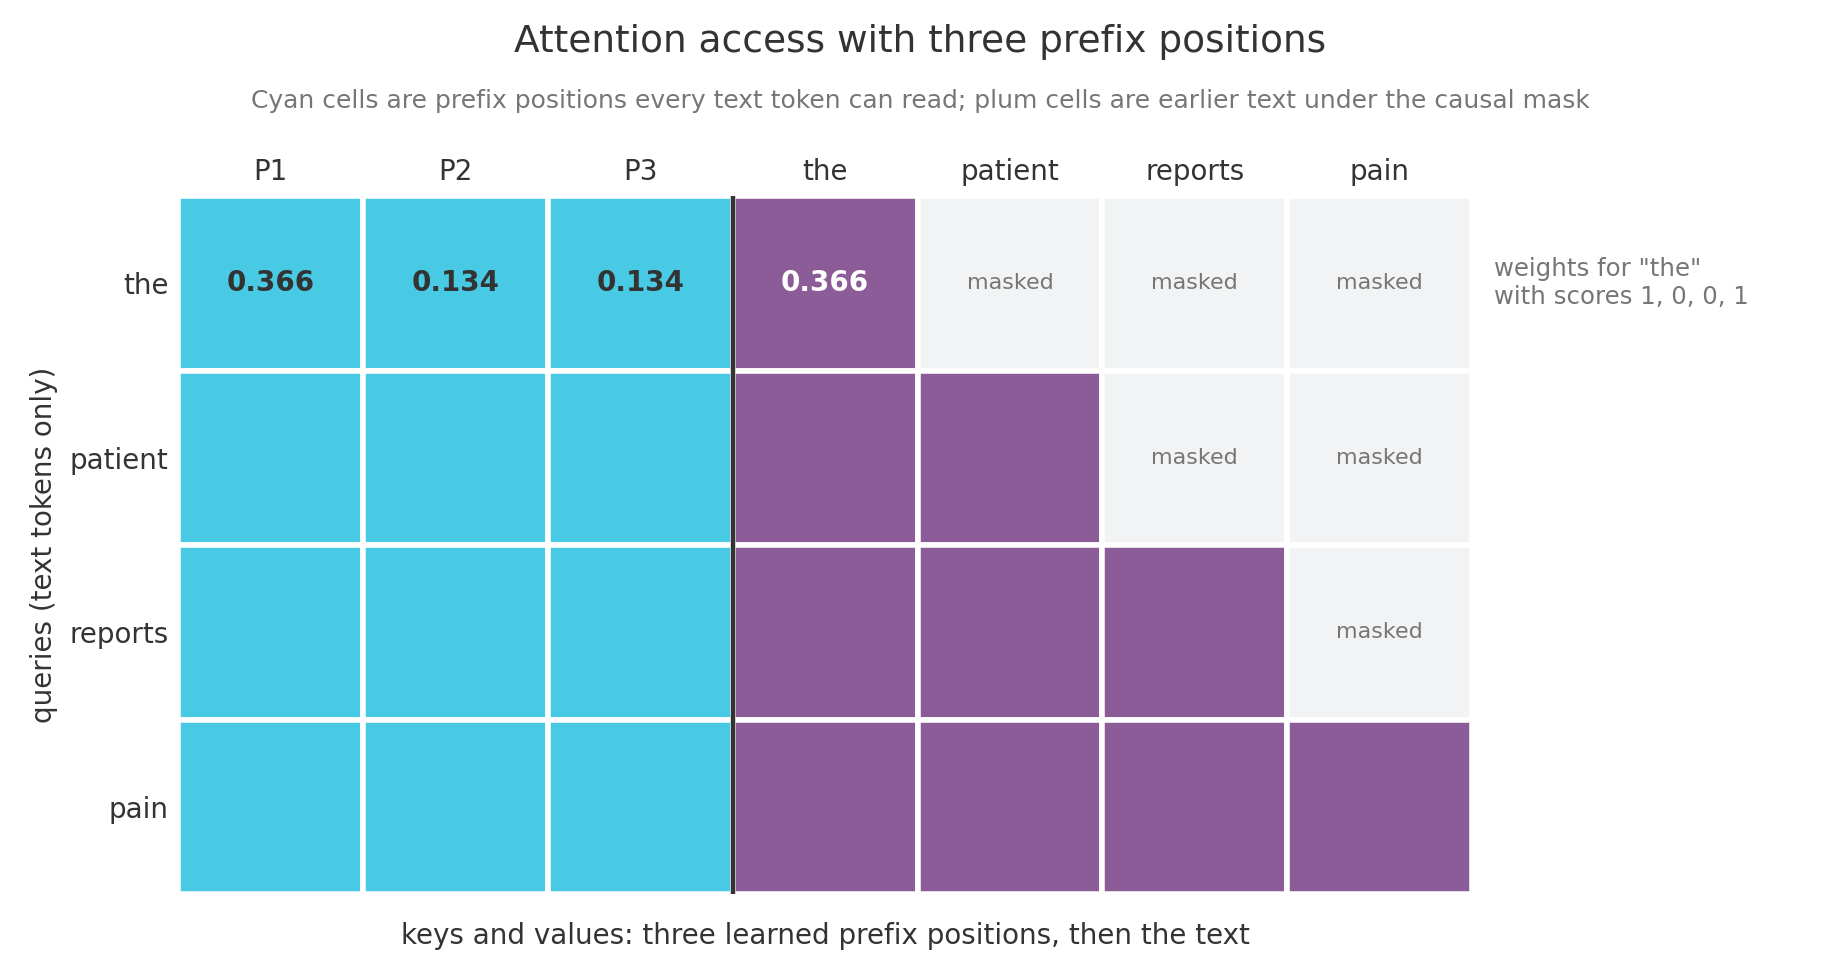 Attention access with three prefix positions
Cyan cells are prefix positions every text token can read; plum cells are earlier text under the causal mask
P1 P2 P3 the patient reports pain
the 0.366 0.134 0.134 0.366 masked masked masked
weights for "the"
with scores 1, 0, 0, 1
queries (text tokens only)
patient masked masked
reports masked
pain
keys and values: three learned prefix positions, then the text